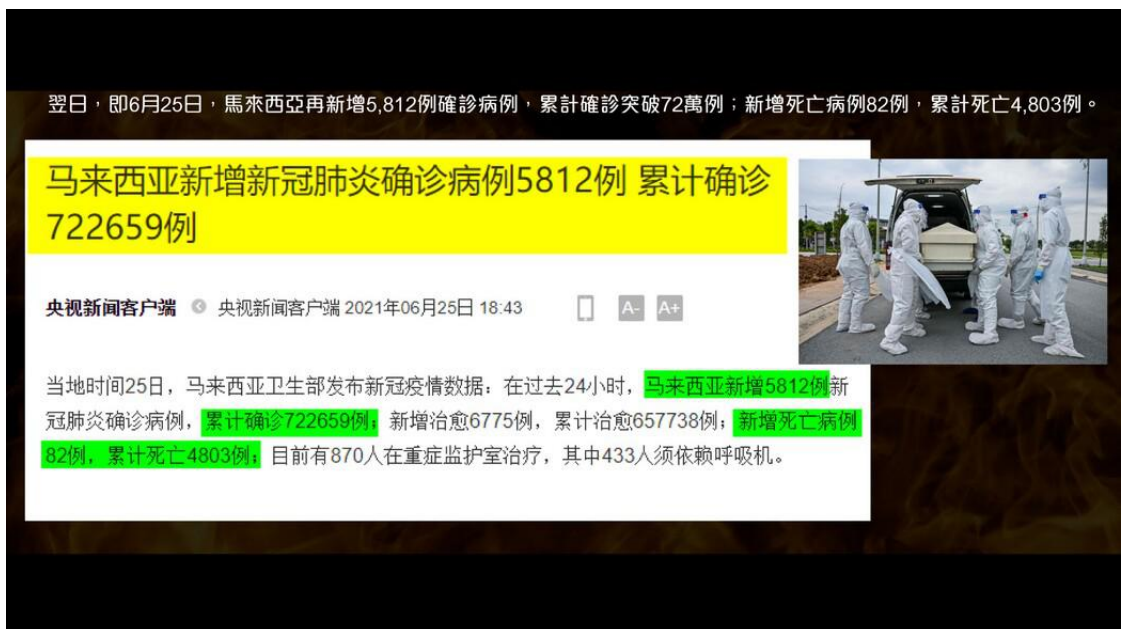 翌日，即6月25日，馬來西亞再新增5,812例確診病例，累計確診突破72萬例；新增死亡病例82例，累計死亡4,803例。
马来西亚新增新冠肺炎确诊病例5812例 累计确诊
722659例
央视新闻客户端 央视新闻客户端 2021年06月25日 18:43 A- A+
当地时间25日，马来西亚卫生部发布新冠疫情数据：在过去24小时，马来西亚新增5812例新
冠肺炎确诊病例，累计确诊722659例；新增治愈6775例，累计治愈657738例；新增死亡病例
82例，累计死亡4803例；目前有870人在重症监护室治疗，其中433人须依赖呼吸机。